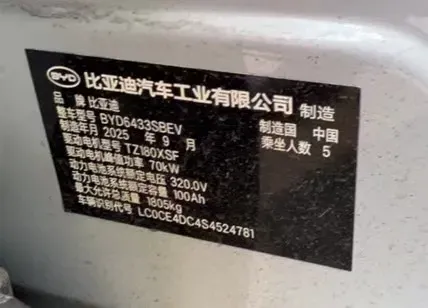 BYD 比亚迪汽车工业有限公司 制造
品 牌 比亚迪
整车型号 BYD6433SBEV 制造国 中国
制造年月 2025 年 9 月 乘坐人数 5
驱动电机型号 TZ180XSF
驱动电机峰值功率 70kW
动力电池系统额定电压 320.0V
动力电池系统额定容量 100Ah
最大允许总质量 1805kg
车辆识别代号 LC0CE4DC4S4524781